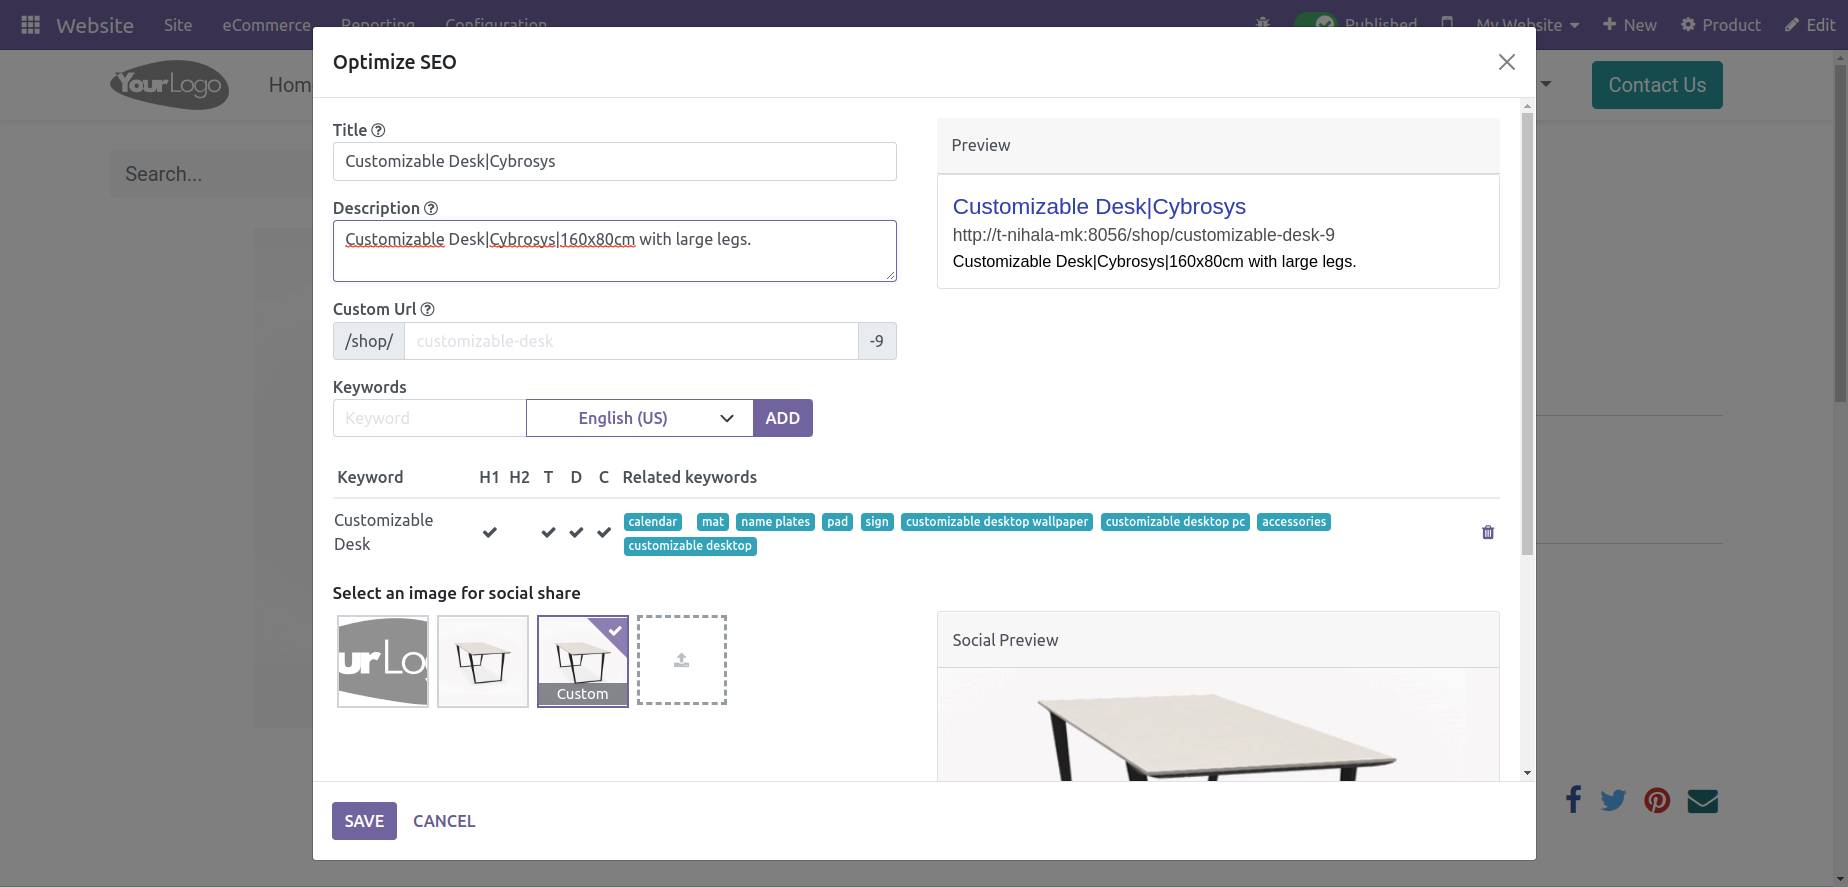 Website Site eCommerce Reporting Configuration Published My Website New Product Edit
Optimize SEO
YourLogo Hom Contact Us
Search...
Title
Customizable Desk|Cybrosys
Description
Customizable Desk|Cybrosys|160x80cm with large legs.
Custom Url
/shop/ customizable-desk -9
Keywords
Keyword English (US) ADD
Preview
Customizable Desk|Cybrosys
http://t-nihala-mk:8056/shop/customizable-desk-9
Customizable Desk|Cybrosys|160x80cm with large legs.
Keyword H1 H2 T D C Related keywords
Customizable Desk calendar mat name plates pad sign customizable desktop wallpaper customizable desktop pc accessories
customizable desktop
Select an image for social share
urLo
Custom
Social Preview
SAVE CANCEL